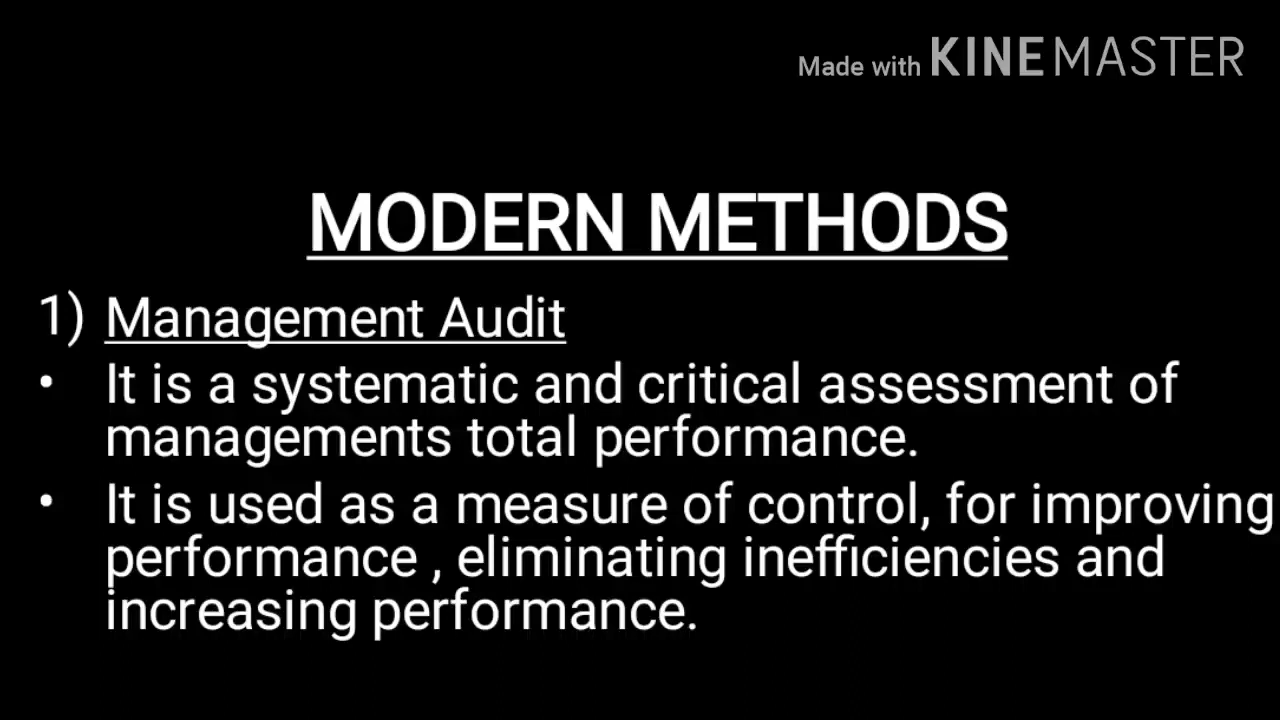 Made with KINEMASTER
MODERN METHODS
1) Management Audit
• It is a systematic and critical assessment of
managements total performance.
• It is used as a measure of control, for improving
performance , eliminating inefficiencies and
increasing performance.